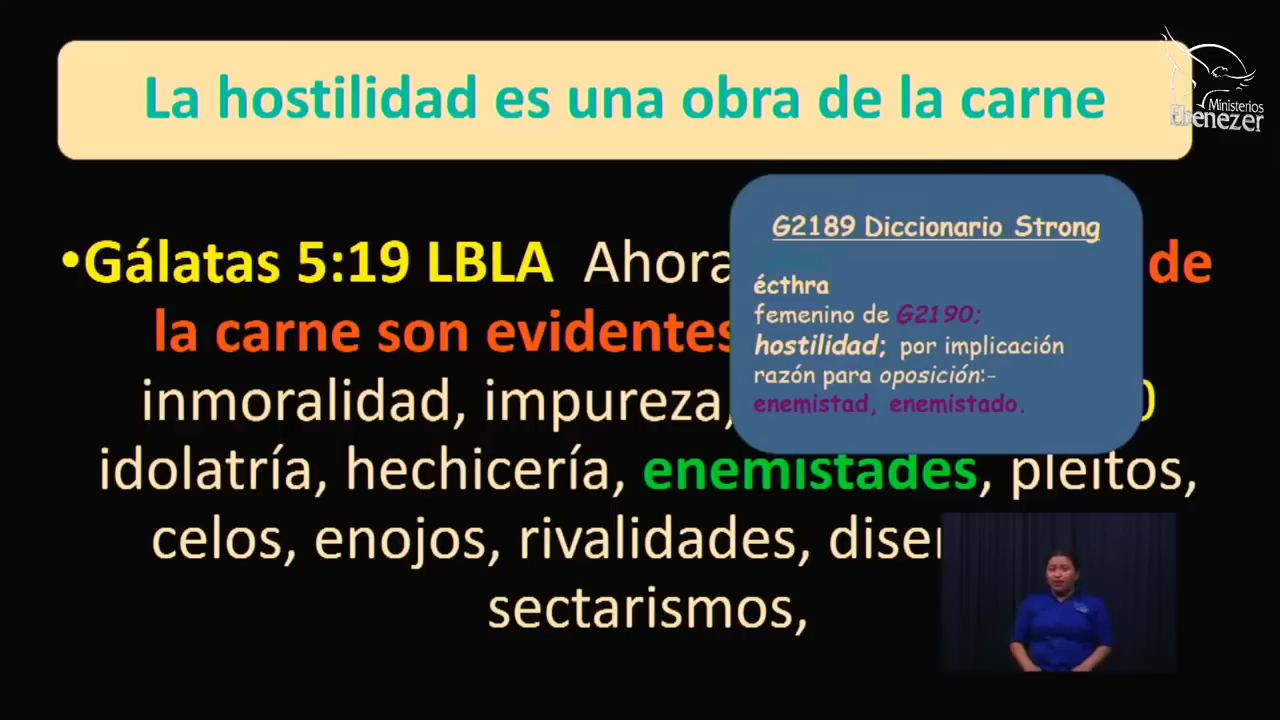 La hostilidad es una obra de la carne
Ministerios
Ebenezer
•Gálatas 5:19 LBLA Ahora de
la carne son evidentes
inmoralidad, impureza, 0
idolatría, hechicería, enemistades, pleitos,
celos, enojos, rivalidades,
sectarismos,
G2189 Diccionario Strong
écthra
femenino de G2190;
hostilidad; por implicación
razón para oposición:-
enemistad, enemistado.